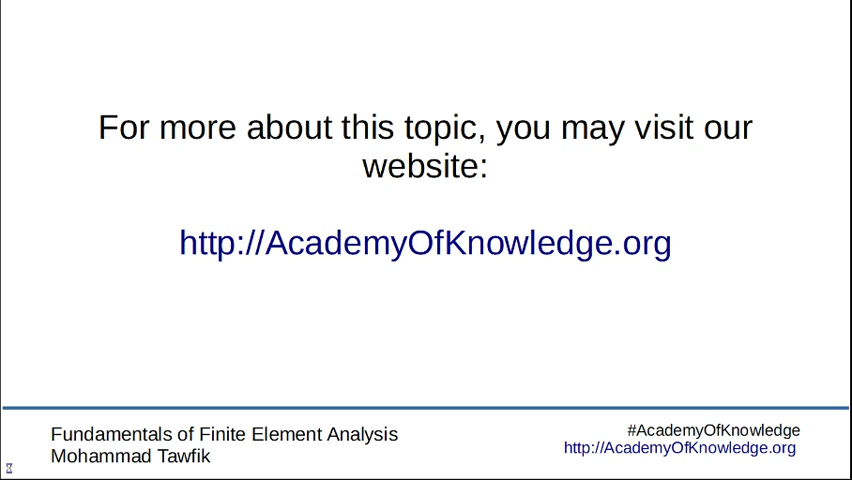 For more about this topic, you may visit our
website:
http://AcademyOfKnowledge.org
Fundamentals of Finite Element Analysis
Mohammad Tawfik
#AcademyOfKnowledge
http://AcademyOfKnowledge.org